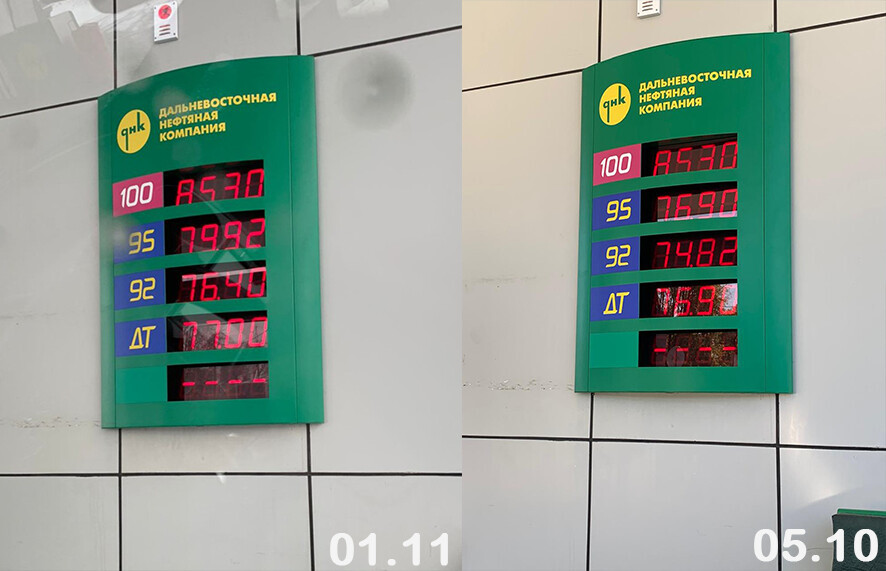 днк
ДАЛЬНЕВОСТОЧНАЯ
НЕФТЯНАЯ
КОМПАНИЯ
100 85.30
95 79.92
92 76.40
ДТ 77.00
----
01.11
днк
ДАЛЬНЕВОСТОЧНАЯ
НЕФТЯНАЯ
КОМПАНИЯ
100 85.30
95 76.90
92 74.82
ДТ
----
05.10